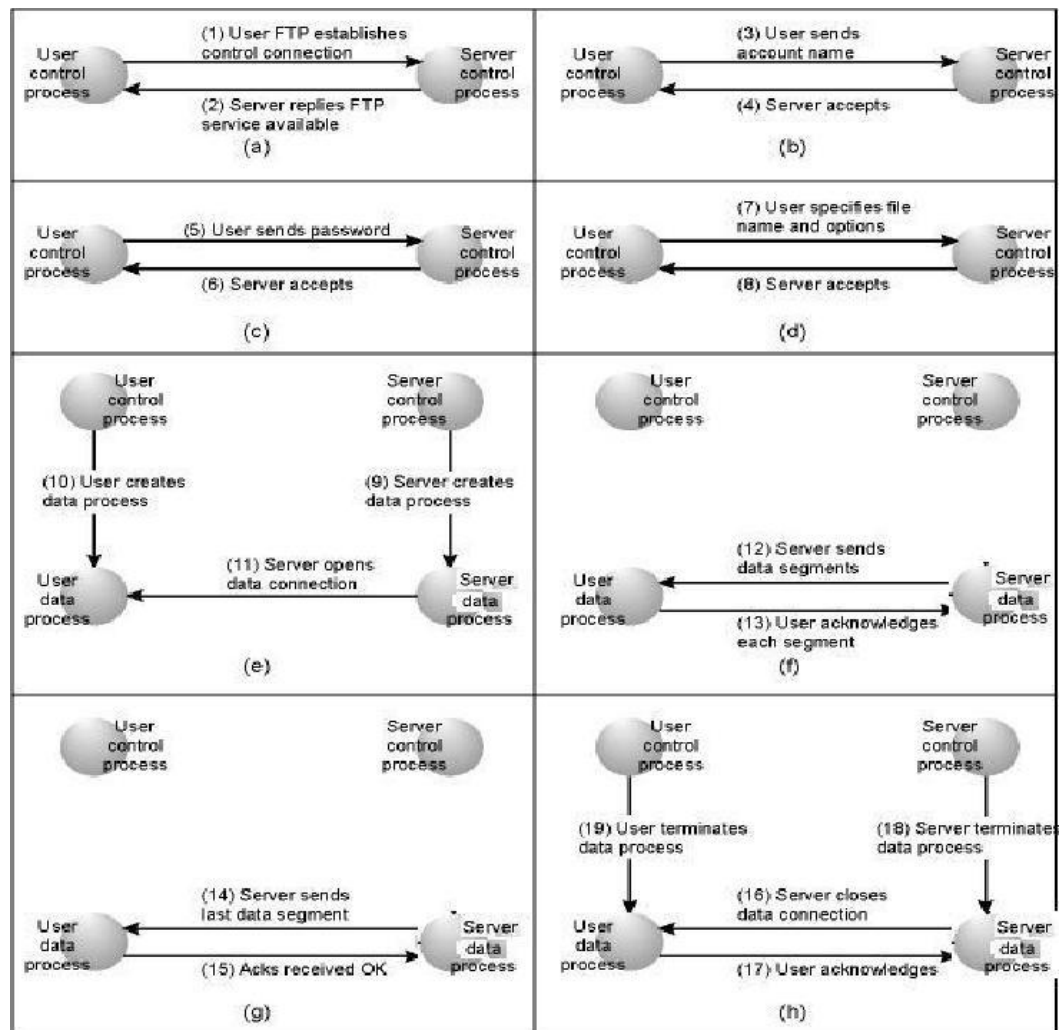 (1) User FTP establishes
control connection
User
control
process
Server
control
process
(2) Server replies FTP
service available
(a)
(3) User sends
account name
User
control
process
Server
control
process
(4) Server accepts
(b)
(5) User sends password
User
control
process
Server
control
process
(6) Server accepts
(c)
(7) User specifies file
name and options
User
control
process
Server
control
process
(8) Server accepts
(d)
User
control
process
Server
control
process
(10) User creates
data process
(9) Server creates
data process
(11) Server opens
data connection
User
data
process
Server
data
process
(e)
User
control
process
Server
control
process
(12) Server sends
data segments
User
data
process
Server
data
process
(13) User acknowledges
each segment
(f)
User
control
process
Server
control
process
(14) Server sends
last data segment
User
data
process
Server
data
process
(15) Acks received OK
(g)
User
control
process
Server
control
process
(19) User terminates
data process
(18) Server terminates
data process
(16) Server closes
data connection
User
data
process
Server
data
process
(17) User acknowledges
(h)